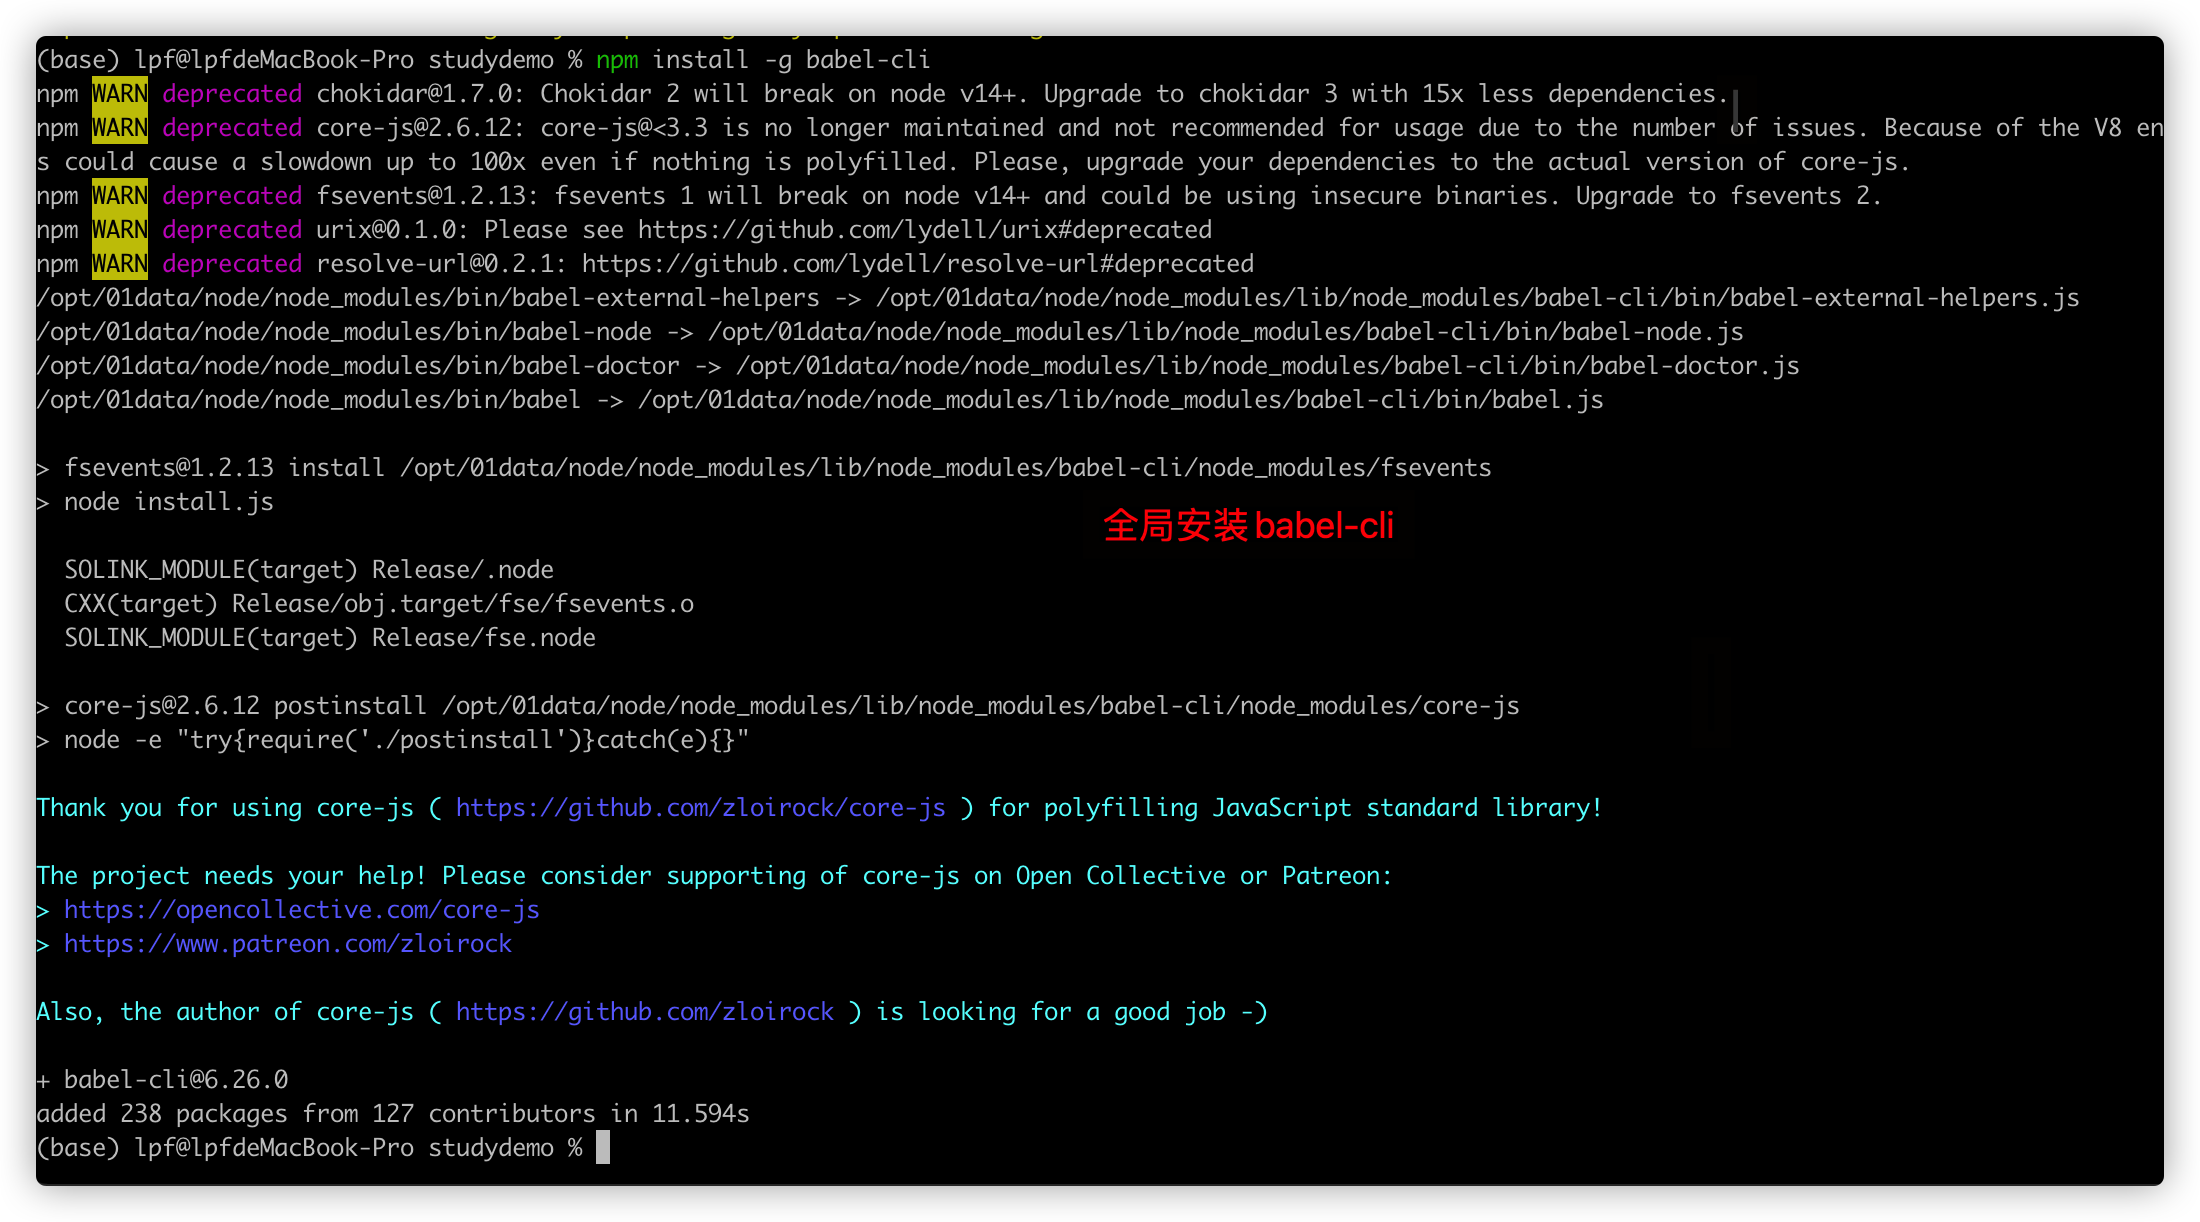 (base) lpf@lpfdeMacBook-Pro studydemo % npm install -g babel-cli
npm WARN deprecated chokidar@1.7.0: Chokidar 2 will break on node v14+. Upgrade to chokidar 3 with 15x less dependencies.
npm WARN deprecated core-js@2.6.12: core-js@<3.3 is no longer maintained and not recommended for usage due to the number of issues. Because of the V8 en
s could cause a slowdown up to 100x even if nothing is polyfilled. Please, upgrade your dependencies to the actual version of core-js.
npm WARN deprecated fsevents@1.2.13: fsevents 1 will break on node v14+ and could be using insecure binaries. Upgrade to fsevents 2.
npm WARN deprecated urix@0.1.0: Please see https://github.com/lydell/urix#deprecated
npm WARN deprecated resolve-url@0.2.1: https://github.com/lydell/resolve-url#deprecated
/opt/01data/node/node_modules/bin/babel-external-helpers -> /opt/01data/node/node_modules/lib/node_modules/babel-cli/bin/babel-external-helpers.js
/opt/01data/node/node_modules/bin/babel-node -> /opt/01data/node/node_modules/lib/node_modules/babel-cli/bin/babel-node.js
/opt/01data/node/node_modules/bin/babel-doctor -> /opt/01data/node/node_modules/lib/node_modules/babel-cli/bin/babel-doctor.js
/opt/01data/node/node_modules/bin/babel -> /opt/01data/node/node_modules/lib/node_modules/babel-cli/bin/babel.js
> fsevents@1.2.13 install /opt/01data/node/node_modules/lib/node_modules/babel-cli/node_modules/fsevents
> node install.js
全局安装babel-cli
SOLINK_MODULE(target) Release/.node
CXX(target) Release/obj.target/fse/fsevents.o
SOLINK_MODULE(target) Release/fse.node
> core-js@2.6.12 postinstall /opt/01data/node/node_modules/lib/node_modules/babel-cli/node_modules/core-js
> node -e "try{require('./postinstall')}catch(e){}"
Thank you for using core-js ( https://github.com/zloirock/core-js ) for polyfilling JavaScript standard library!
The project needs your help! Please consider supporting of core-js on Open Collective or Patreon:
> https://opencollective.com/core-js
> https://www.patreon.com/zloirock
Also, the author of core-js ( https://github.com/zloirock ) is looking for a good job -)
+ babel-cli@6.26.0
added 238 packages from 127 contributors in 11.594s
(base) lpf@lpfdeMacBook-Pro studydemo %